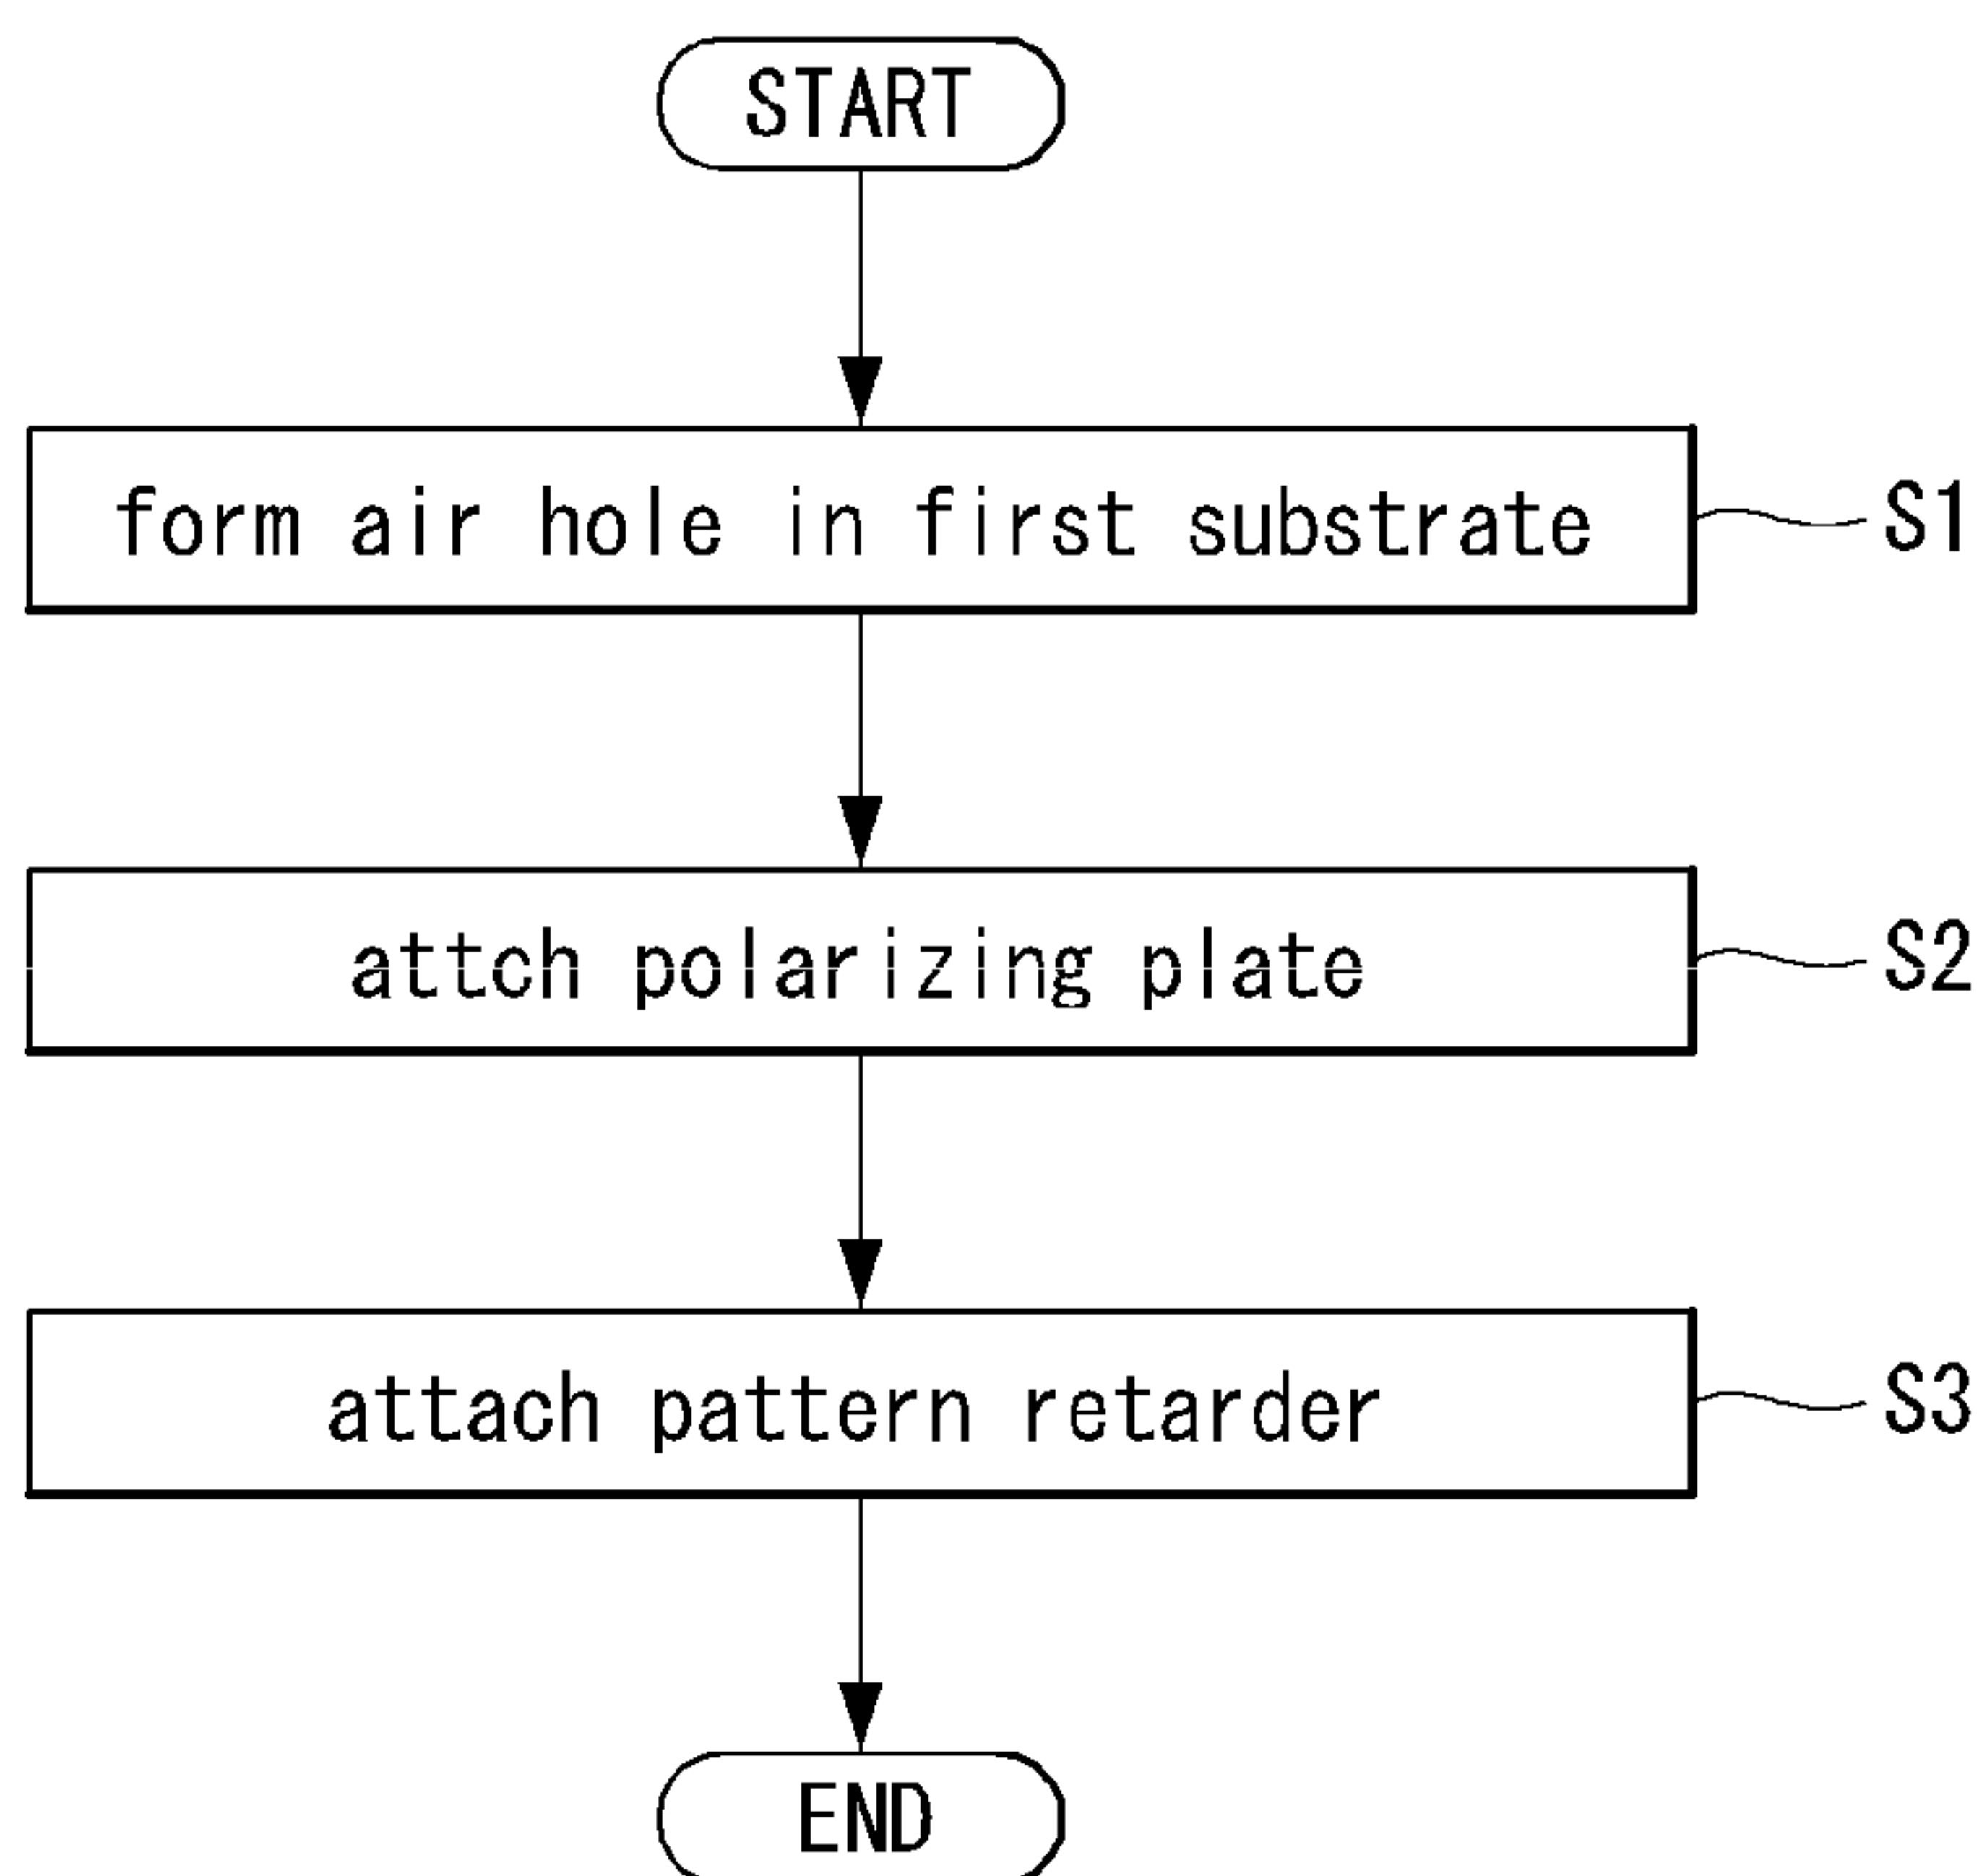 START
form air hole in first substrate
S1
attch polarizing plate
S2
attach pattern retarder
S3
END